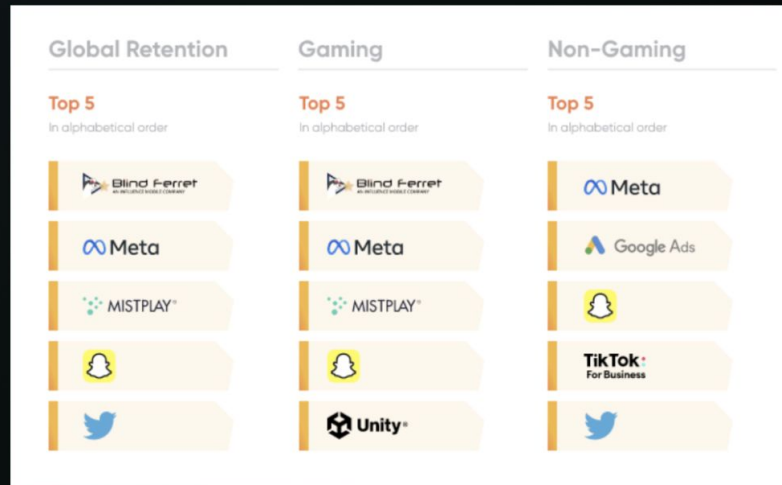 Global Retention
Top 5
In alphabetical order
Blind Ferret
AN INFLUENCE MOBILE COMPANY
Meta
MISTPLAY®
Gaming
Top 5
In alphabetical order
Blind Ferret
AN INFLUENCE MOBILE COMPANY
Meta
MISTPLAY®
Unity®
Non-Gaming
Top 5
In alphabetical order
Meta
Google Ads
TikTok:
For Business